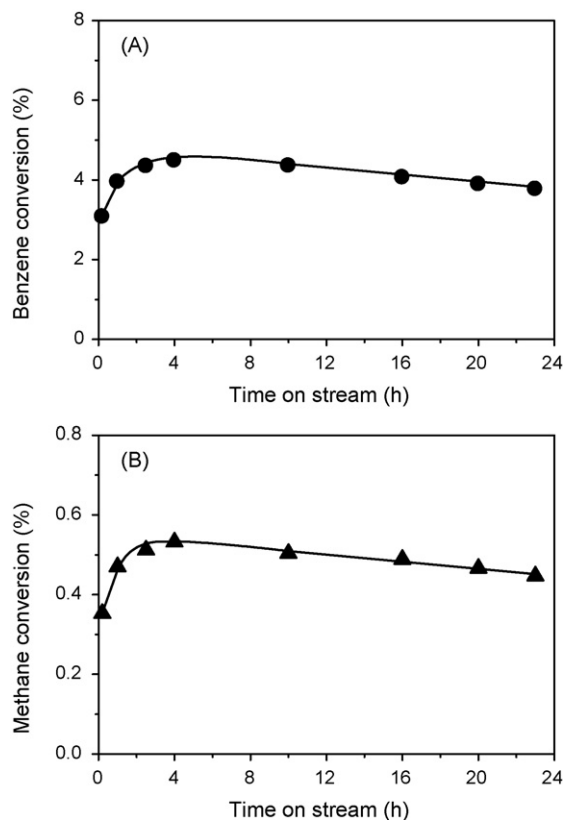 (A)
Benzene conversion (%)
8
6
4
2
0
0 4 8 12 16 20 24
Time on stream (h)
(B)
Methane conversion (%)
0.8
0.6
0.4
0.2
0.0
0 4 8 12 16 20 24
Time on stream (h)